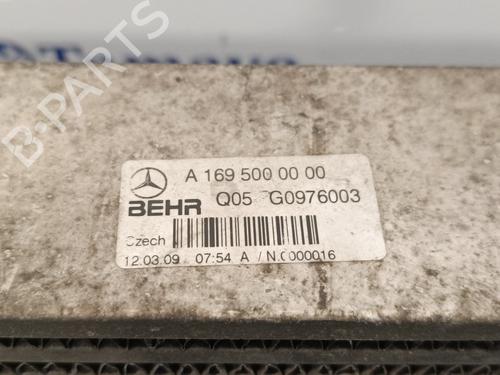 A 169 500 00 00
BEHR Q05 G0976003
Czech
12.03.09 07:54 A / N.0000016
B-PARTS